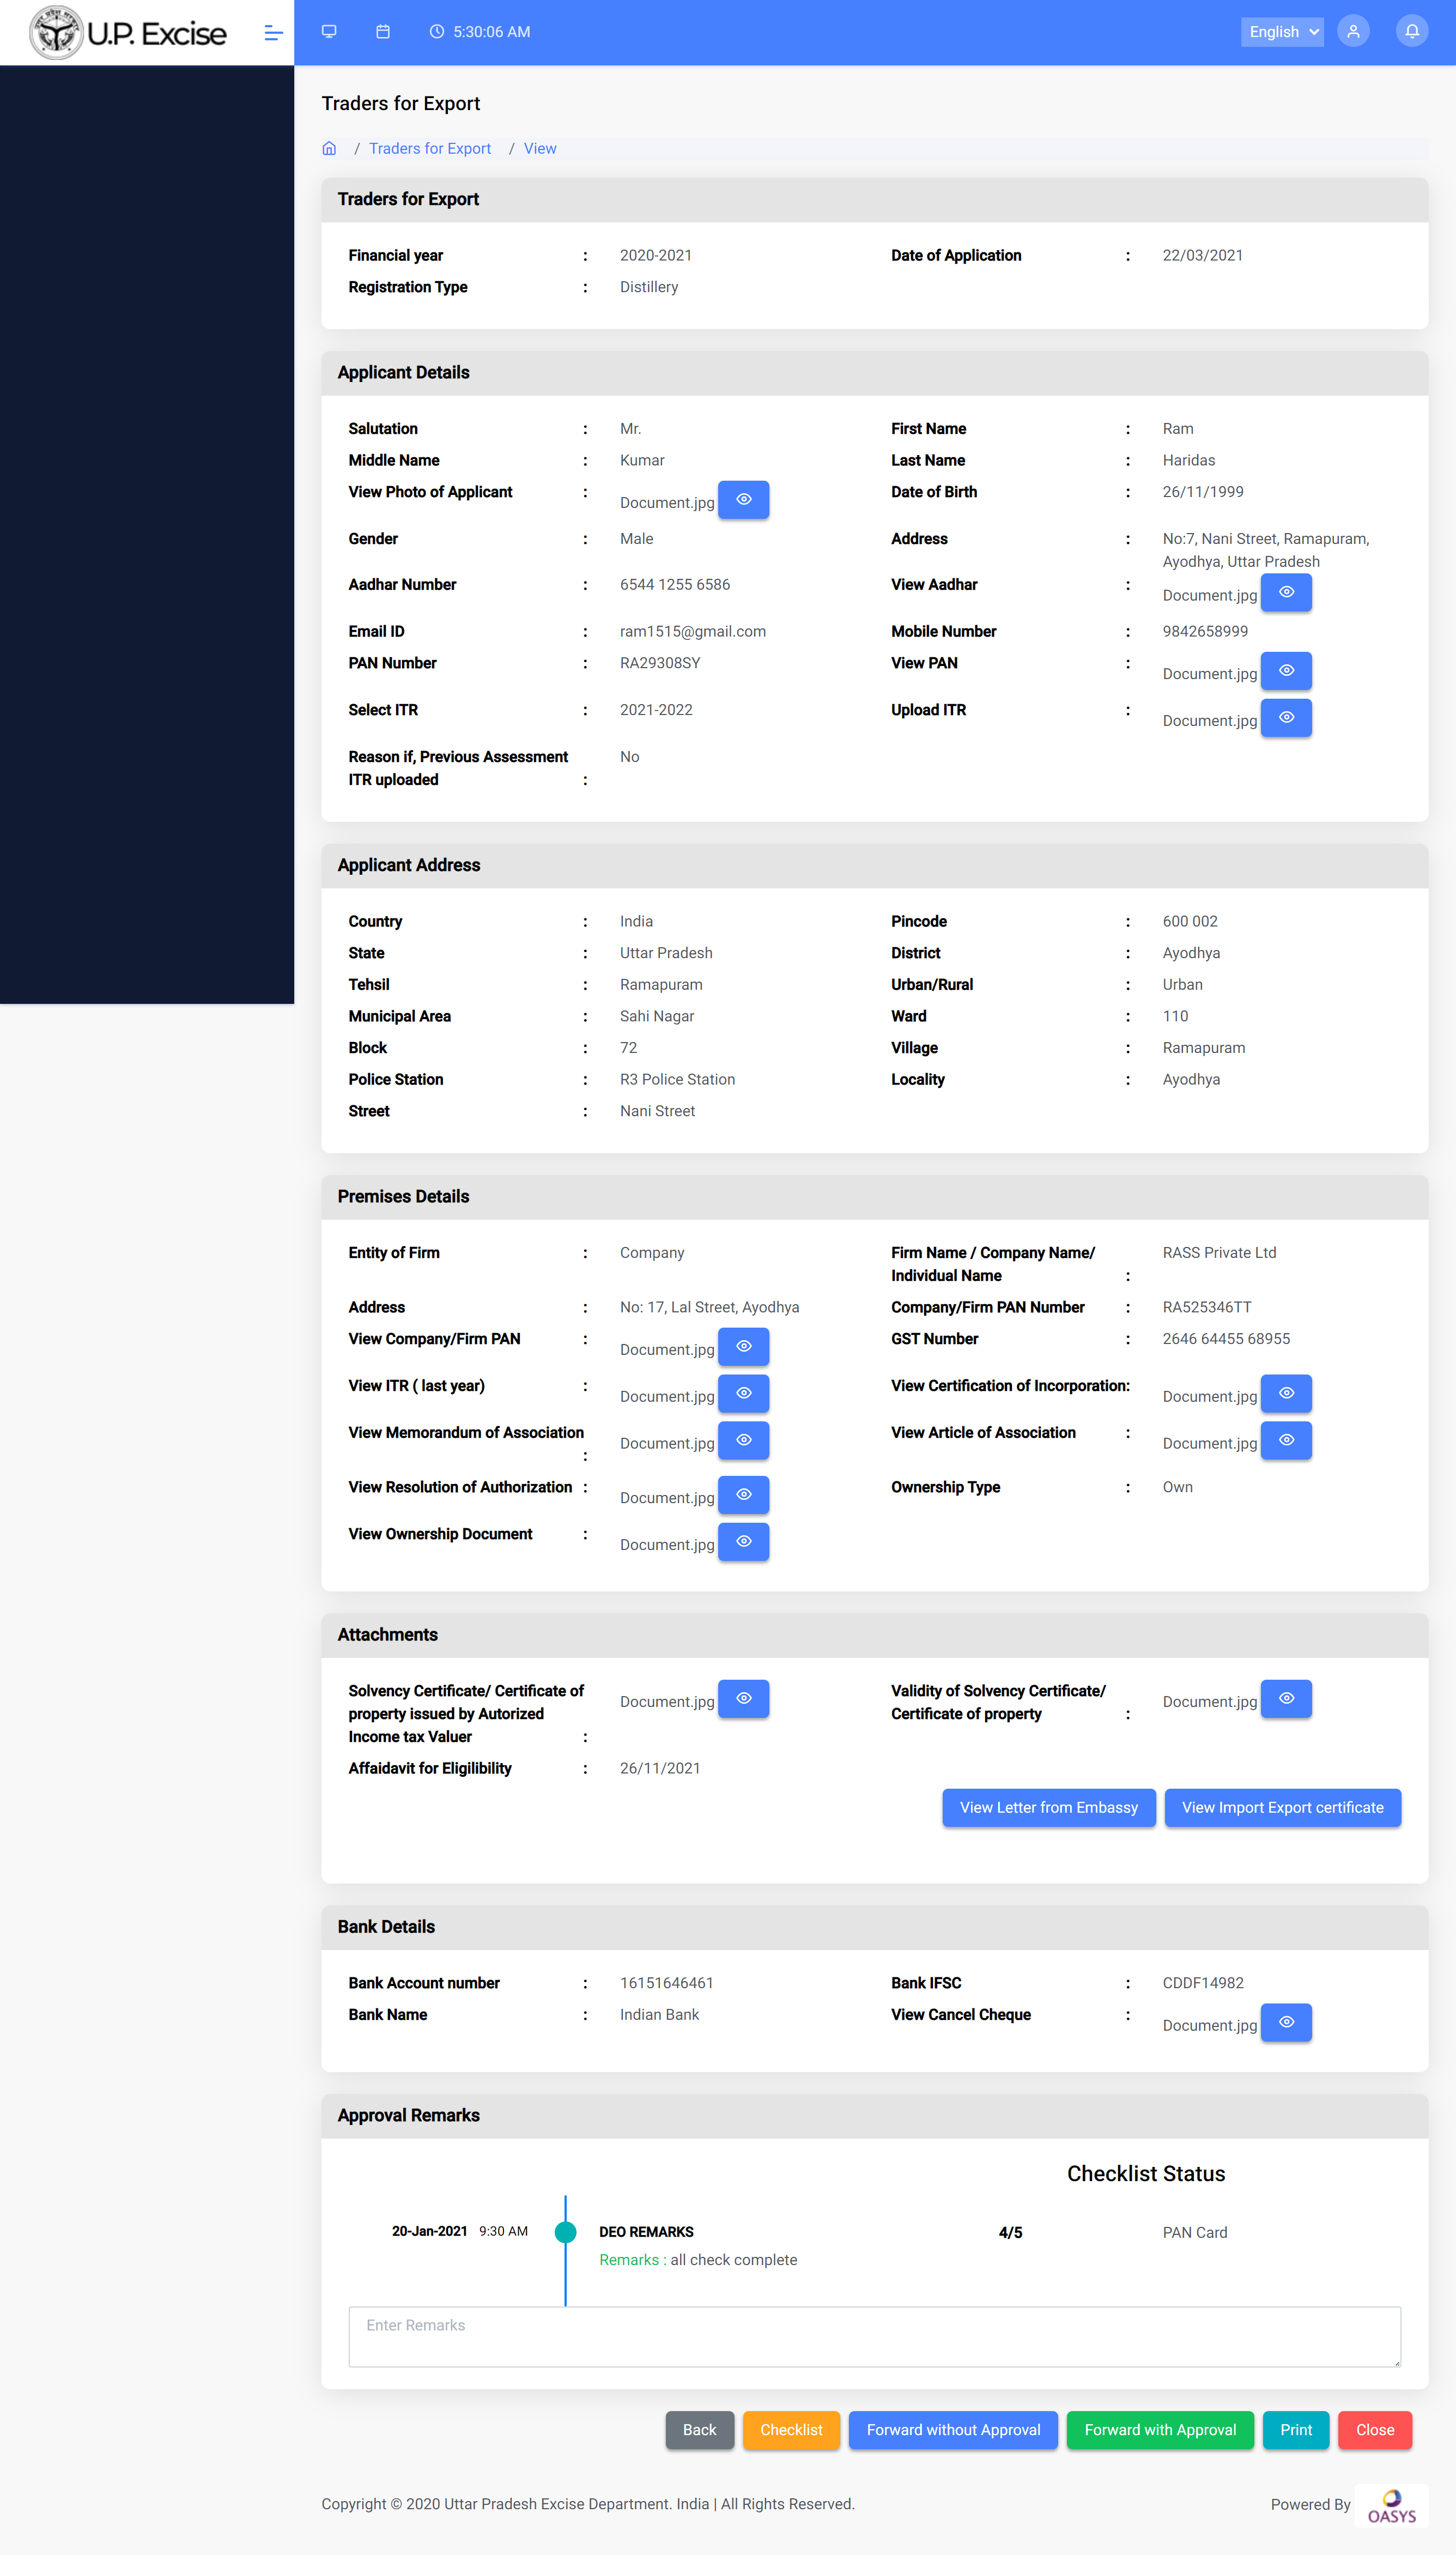 U.P. Excise
5:30:06 AM
English
Traders for Export
/ Traders for Export / View
Traders for Export
Financial year : 2020-2021 Date of Application : 22/03/2021
Registration Type : Distillery
Applicant Details
Salutation : Mr. First Name : Ram
Middle Name : Kumar Last Name : Haridas
View Photo of Applicant : Document.jpg Date of Birth : 26/11/1999
Gender : Male Address : No:7, Nani Street, Ramapuram,
Ayodhya, Uttar Pradesh
Aadhar Number : 6544 1255 6586 View Aadhar : Document.jpg
Email ID : ram1515@gmail.com Mobile Number : 9842658999
PAN Number : RA29308SY View PAN : Document.jpg
Select ITR : 2021-2022 Upload ITR : Document.jpg
Reason if, Previous Assessment No
ITR uploaded :
Applicant Address
Country : India Pincode : 600 002
State : Uttar Pradesh District : Ayodhya
Tehsil : Ramapuram Urban/Rural : Urban
Municipal Area : Sahi Nagar Ward : 110
Block : 72 Village : Ramapuram
Police Station : R3 Police Station Locality : Ayodhya
Street : Nani Street
Premises Details
Entity of Firm : Company Firm Name / Company Name/ RASS Private Ltd
Individual Name :
Address : No: 17, Lal Street, Ayodhya Company/Firm PAN Number : RA525346TT
View Company/Firm PAN : Document.jpg GST Number : 2646 64455 68955
View ITR ( last year) : Document.jpg View Certification of Incorporation: Document.jpg
View Memorandum of Association Document.jpg View Article of Association : Document.jpg
:
View Resolution of Authorization : Document.jpg Ownership Type : Own
View Ownership Document : Document.jpg
Attachments
Solvency Certificate/ Certificate of Document.jpg Validity of Solvency Certificate/ Document.jpg
property issued by Autorized Certificate of property :
Income tax Valuer :
Affaidavit for Eligilibility : 26/11/2021
View Letter from Embassy View Import Export certificate
Bank Details
Bank Account number : 16151646461 Bank IFSC : CDDF14982
Bank Name : Indian Bank View Cancel Cheque : Document.jpg
Approval Remarks
Checklist Status
20-Jan-2021 9:30 AM DEO REMARKS 4/5 PAN Card
Remarks : all check complete
Enter Remarks
Back Checklist Forward without Approval Forward with Approval Print Close
Copyright © 2020 Uttar Pradesh Excise Department. India | All Rights Reserved. Powered By OASYS